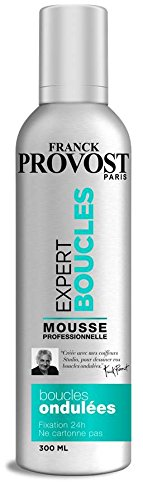 FRANCK
PROVOST
PARIS
EXPERT
BOUCLES
MOUSSE
PROFESSIONNELLE
"Créée avec mes coiffeurs
Studio, pour dessiner vos
boucles ondulées."
boucles
ondulées
Fixation 24h
Ne cartonne pas
300 ML